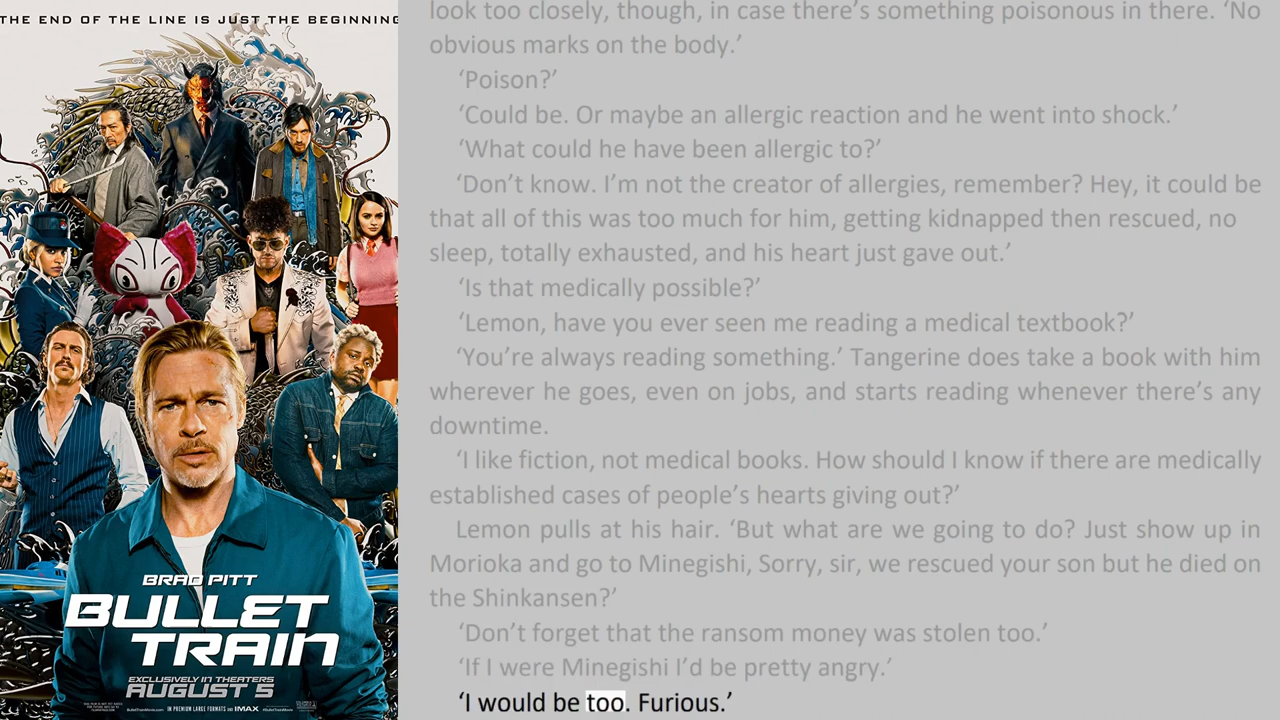 THE END OF THE LINE IS JUST THE BEGINNING
BRAD PITT
BULLET
TRAIN
EXCLUSIVELY IN THEATERS
AUGUST 5
BulletTrainMovie.com IN PREMIUM LARGE FORMATS AND IMAX #BulletTrainMovie
look too closely, though, in case there’s something poisonous in there. ‘No
obvious marks on the body.’
‘Poison?’
‘Could be. Or maybe an allergic reaction and he went into shock.’
‘What could he have been allergic to?’
‘Don’t know. I’m not the creator of allergies, remember? Hey, it could be
that all of this was too much for hm, getting kidnapped then rescued, no
sleep, totally exhausted, and his heart just gave out.’
‘Is that medically possible?’
‘Lemon, have you ever seen me reading a medical textbook?’
‘You’re always reading something.’ Tangerine does take a book with him
wherever he goes, even on jobs, and starts reading whenever there’s any
downtime.
‘I like fiction, not medical books. How should I know if there are medically
established cases of people’s hearts giving out?’
Lemon pulls at his hair. ‘But what are we going to do? Just show up in
Morioka and go to Minegishi, Sorry, sir, we rescued your son but he died on
the Shinkansen?’
‘Don’t forget that the ransom money was stolen too.’
‘If I were Minegishi I’d be pretty angry.’
‘I would be too. Furious.’